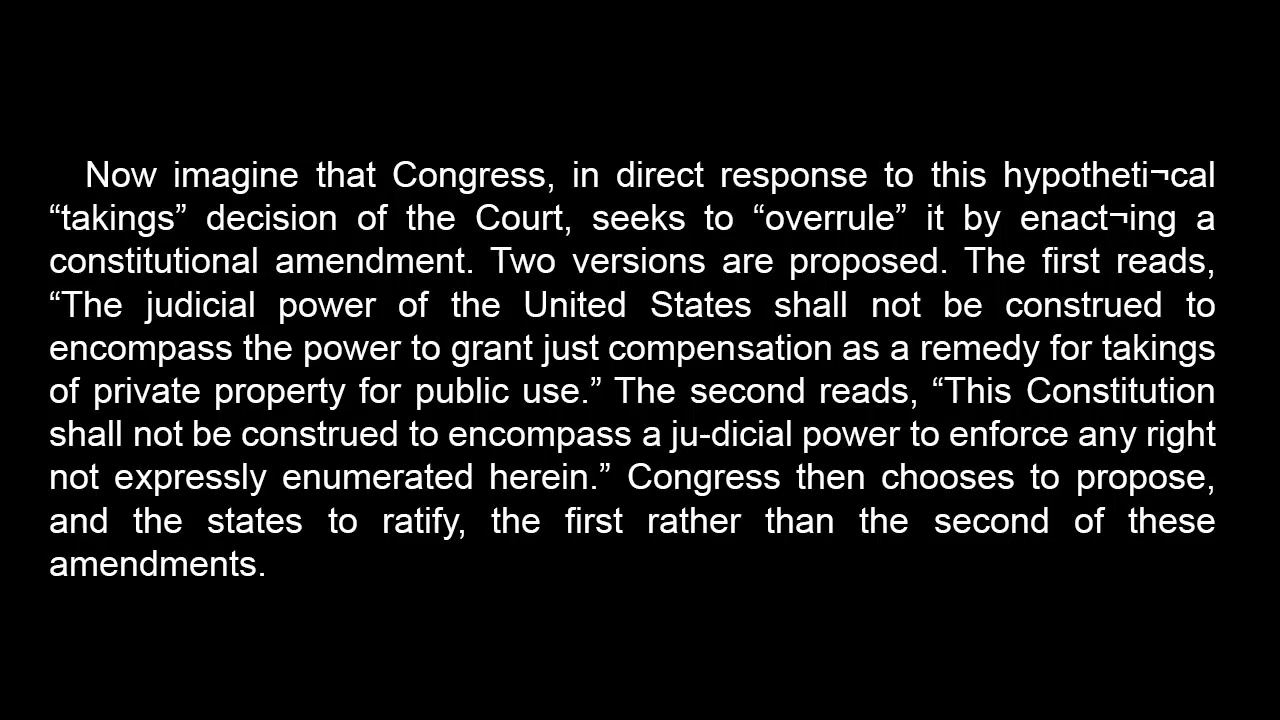 Now imagine that Congress, in direct response to this hypotheti¬cal
“takings” decision of the Court, seeks to “overrule” it by enact¬ing a
constitutional amendment. Two versions are proposed. The first reads,
“The judicial power of the United States shall not be construed to
encompass the power to grant just compensation as a remedy for takings
of private property for public use.” The second reads, “This Constitution
shall not be construed to encompass a ju-dicial power to enforce any right
not expressly enumerated herein.” Congress then chooses to propose,
and the states to ratify, the first rather than the second of these
amendments.